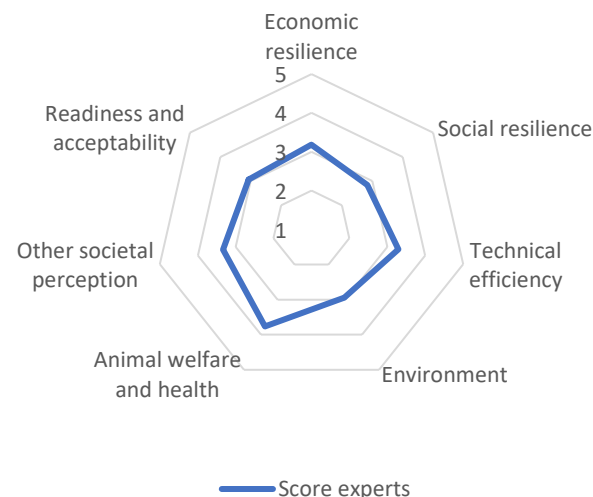 Economic
resilience
5
4
3
2
1
Readiness and
acceptability
Social resilience
Other societal
perception
Technical
efficiency
Animal welfare
and health
Environment
Score experts